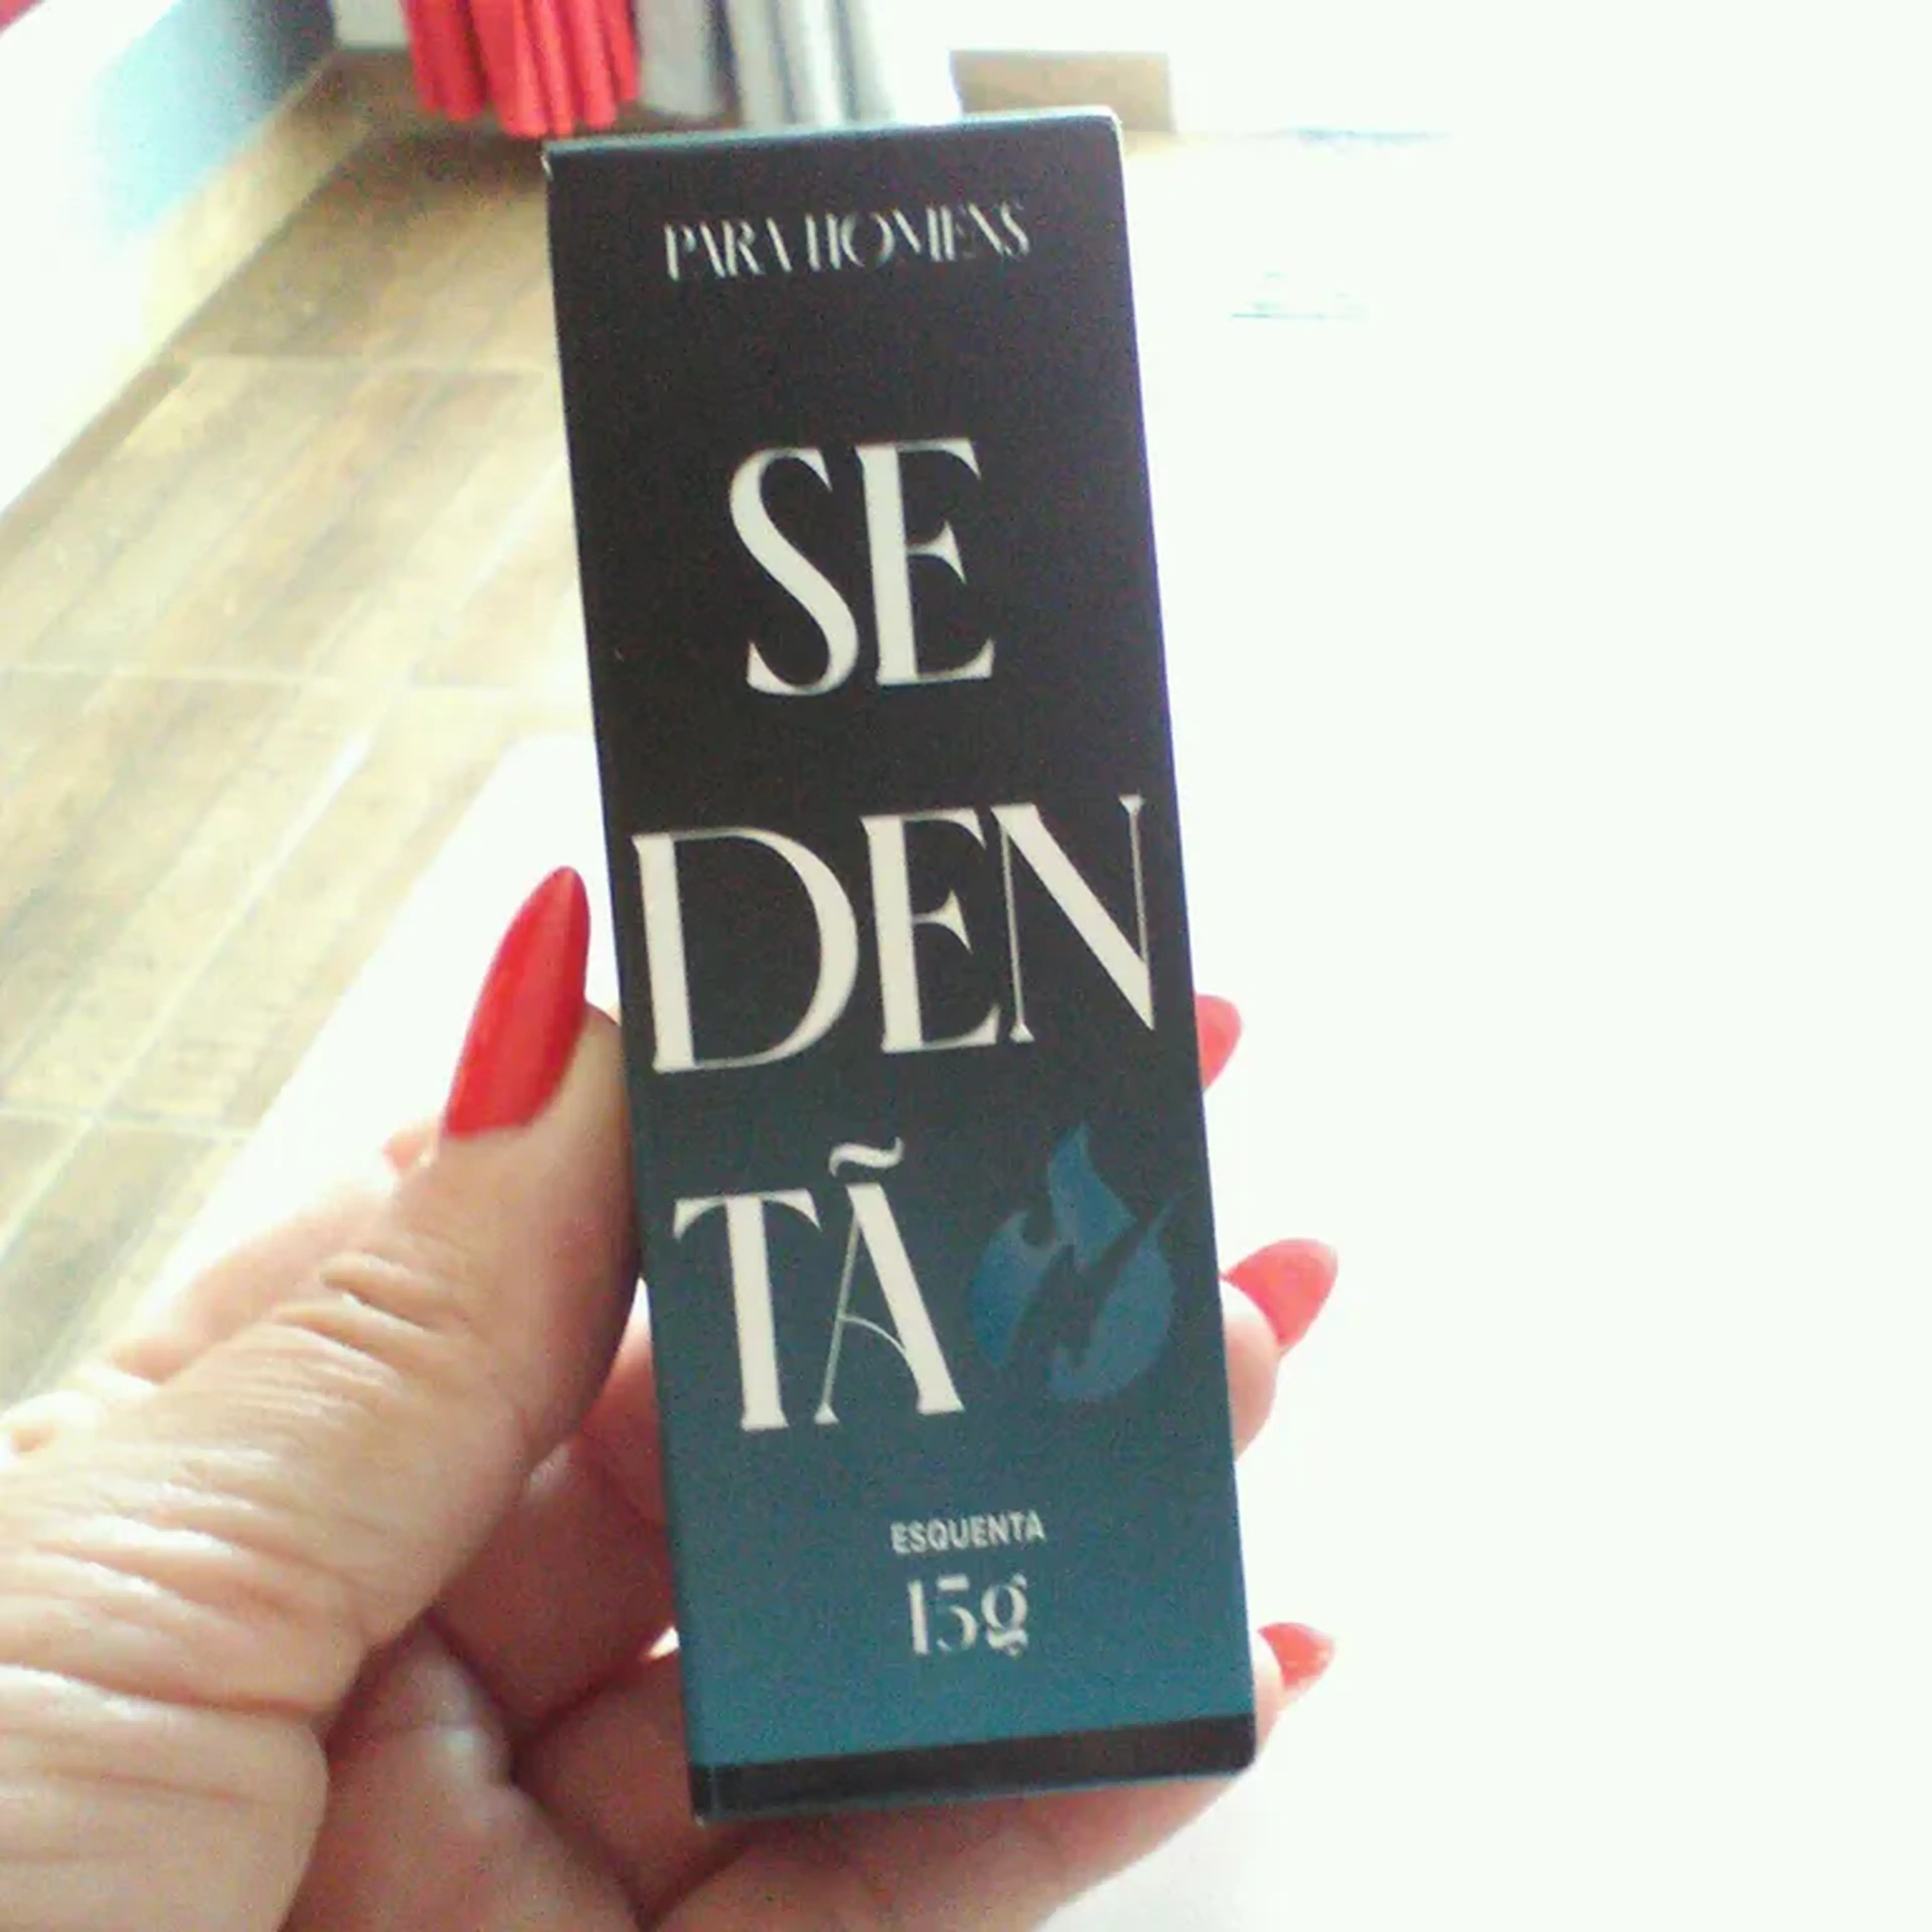 PARA HOMENS
SE
DEN
TÃ
ESQUENTA
15g